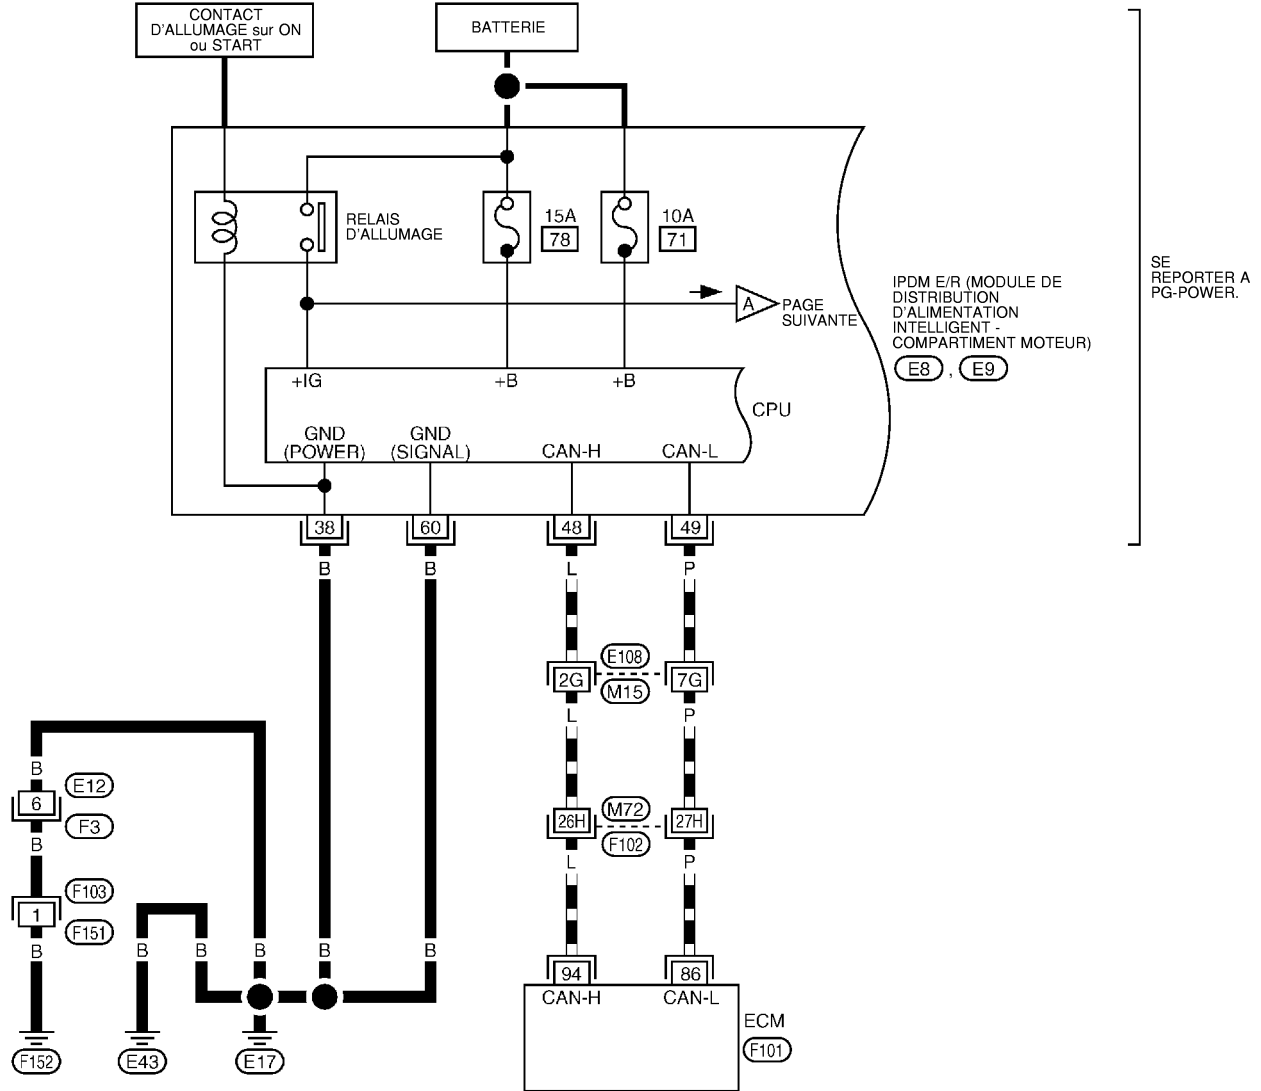 CONTACT
D'ALLUMAGE sur ON
ou START
BATTERIE
RELAIS
D'ALLUMAGE
15A
78
10A
71
A
PAGE
SUIVANTE
IPDM E/R (MODULE DE
DISTRIBUTION
D'ALIMENTATION
INTELLIGENT -
COMPARTIMENT MOTEUR)
E8 , E9
SE
REPORTER A
PG-POWER.
+IG
+B
+B
CPU
GND
(POWER)
GND
(SIGNAL)
CAN-H
CAN-L
38
60
48
49
B
B
L
P
E108
2G
7G
M15
L
P
B
E12
6
F3
B
M72
26H
27H
F102
L
P
F103
1
F151
B
B
B
B
B
B
94
86
CAN-H
CAN-L
ECM
F101
F152
E43
E17